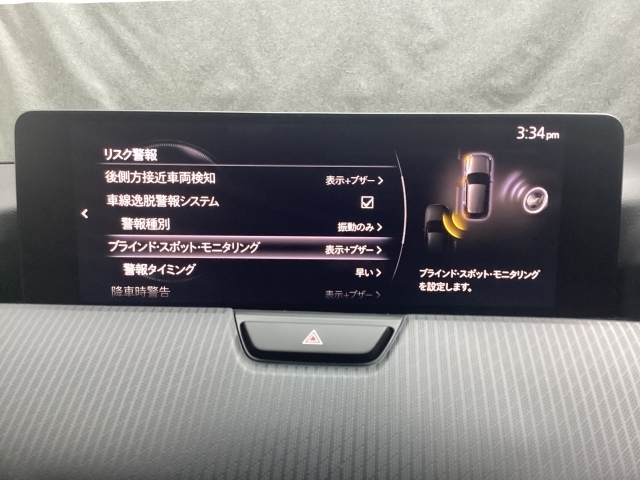 3:34 pm
リスク警報
後側方接近車両検知 表示+ブザー
車線逸脱警報システム
警報種別 振動のみ
ブラインド・スポット・モニタリング 表示+ブザー
警報タイミング 早い
降車時警告 表示+ブザー
ブラインド・スポット・モニタリング
を設定します。